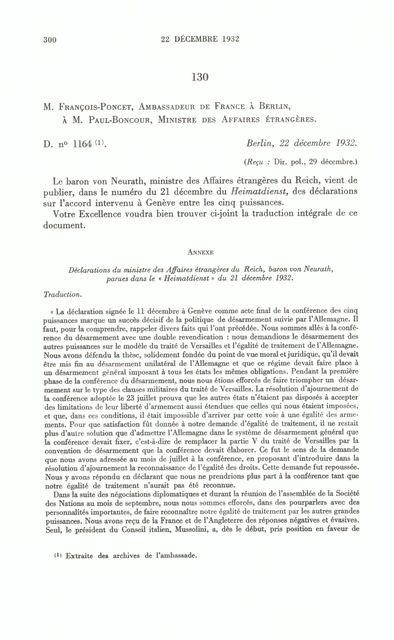 300
22 DÉCEMBRE 1932
130
M. François-Poncet, Ambassadeur de France à Berlin,
à M. Paul-Boncour, Ministre des Affaires étrangères.
D. nº 1164 (1).
Berlin, 22 décembre 1932.
(Reçu : Dir. pol., 29 décembre.)
Le baron von Neurath, ministre des Affaires étrangères du Reich, vient de
publier, dans le numéro du 21 décembre du Heimatdienst, des déclarations
sur l'accord intervenu à Genève entre les cinq puissances.
Votre Excellence voudra bien trouver ci-joint la traduction intégrale de ce
document.
Annexe
Déclarations du ministre des Affaires étrangères du Reich, baron von Neurath,
parues dans le « Heimatdienst » du 21 décembre 1932.
Traduction.
« La déclaration signée le 11 décembre à Genève comme acte final de la conférence des cinq
puissances marque un succès décisif de la politique de désarmement suivie par l'Allemagne. Il
faut, pour la comprendre, rappeler divers faits qui l'ont précédée. Nous sommes allés à la confé-
rence du désarmement avec une double revendication : nous demandions le désarmement des
autres puissances sur le modèle du traité de Versailles et l'égalité de traitement de l'Allemagne.
Nous avons défendu la thèse, solidement fondée du point de vue moral et juridique, qu'il devait
être mis fin au désarmement unilatéral de l'Allemagne et que ce régime devait faire place à
un désarmement général imposant à tous les états les mêmes obligations. Pendant la première
phase de la conférence du désarmement, nous nous étions efforcés de faire triompher un désar-
mement sur le type des clauses militaires du traité de Versailles. La résolution d'ajournement de
la conférence adoptée le 23 juillet prouva que les autres états n'étaient pas disposés à accepter
des limitations de leur liberté d'armement aussi étendues que celles qui nous étaient imposées,
et que, dans ces conditions, il était impossible d'arriver par cette voie à une égalité des arme-
ments. Pour que satisfaction fût donnée à notre demande d'égalité de traitement, il ne restait
plus d'autre solution que d'admettre l'Allemagne dans le système de désarmement général que
la conférence devait fixer, c'est-à-dire de remplacer la partie V du traité de Versailles par la
convention de désarmement que la conférence devait élaborer. Ce fut le sens de la demande
que nous avons adressée au mois de juillet à la conférence, en proposant d'introduire dans la
résolution d'ajournement la reconnaissance de l'égalité des droits. Cette demande fut repoussée.
Nous y avons répondu en déclarant que nous ne prendrions plus part à la conférence tant que
notre égalité de traitement n'aurait pas été reconnue.
Dans la suite des négociations diplomatiques et durant la réunion de l'assemblée de la Société
des Nations au mois de septembre, nous nous sommes efforcés, dans des pourparlers avec des
personnalités importantes, de faire reconnaître notre égalité de traitement par les autres grandes
puissances. Nous avons reçu de la France et de l'Angleterre des réponses négatives et évasives.
Seul, le président du Conseil italien, Mussolini, a, dès le début, pris position en faveur de
(1) Extraite des archives de l'ambassade.